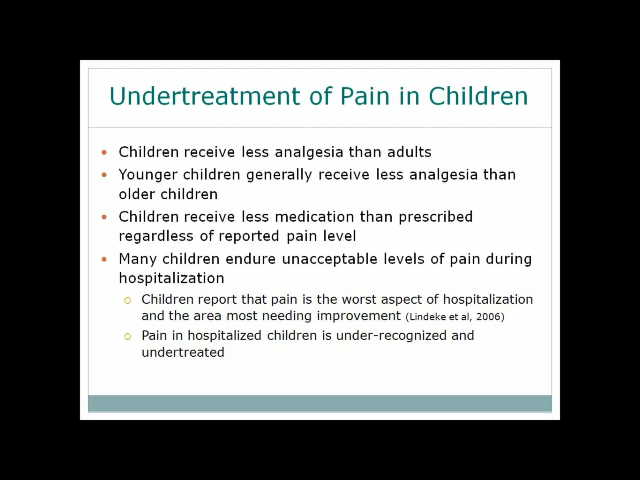 Undertreatment of Pain in Children
• Children receive less analgesia than adults
• Younger children generally receive less analgesia than
older children
• Children receive less medication than prescribed
regardless of reported pain level
• Many children endure unacceptable levels of pain during
hospitalization
○ Children report that pain is the worst aspect of hospitalization
and the area most needing improvement (Lindeke et al, 2006)
○ Pain in hospitalized children is under-recognized and
undertreated